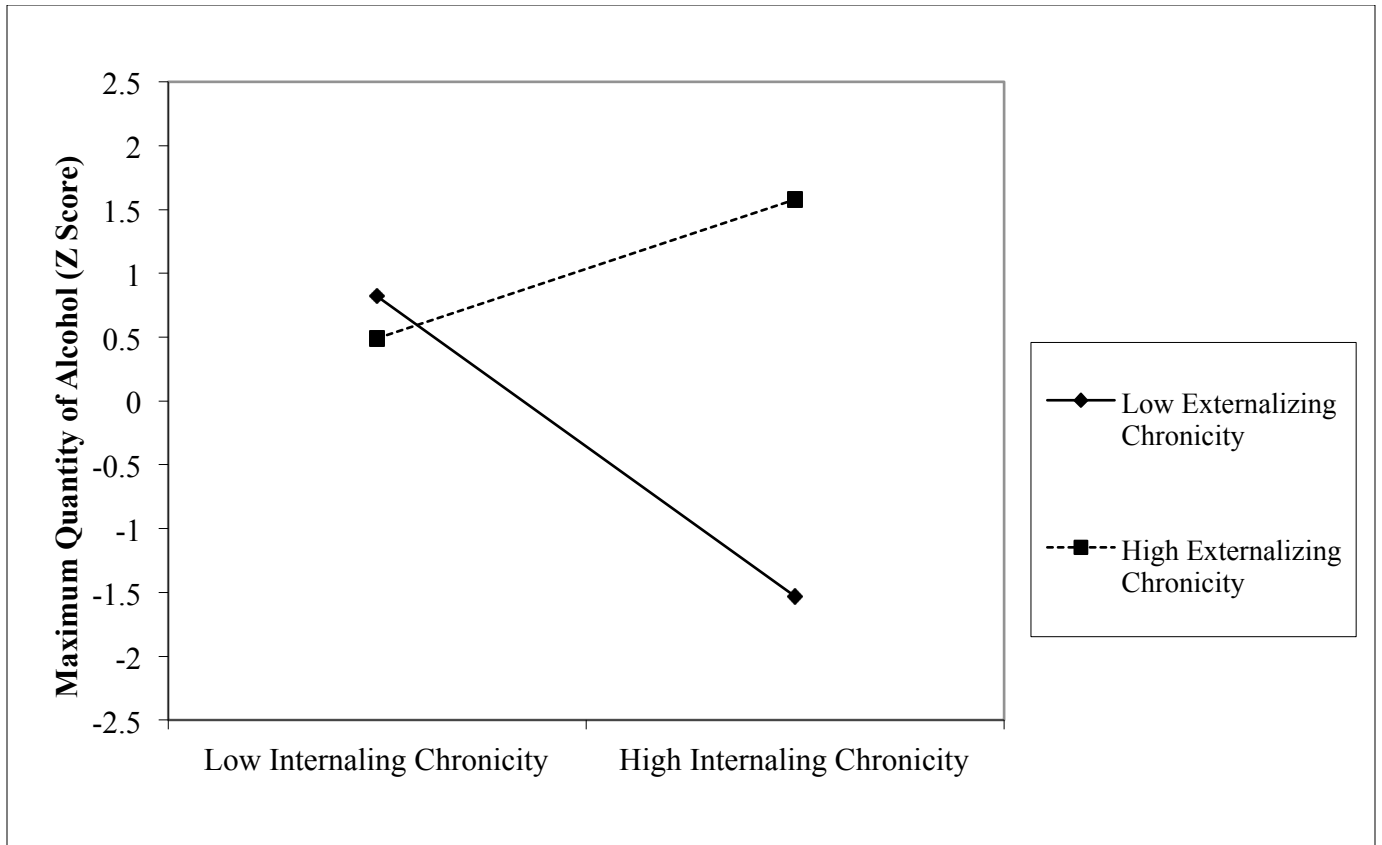 Maximum Quantity of Alcohol (Z Score)
2.5
2
1.5
1
0.5
0
-0.5
-1
-1.5
-2
-2.5
Low Internaling Chronicity
High Internaling Chronicity
Low Externalizing
Chronicity
High Externalizing
Chronicity